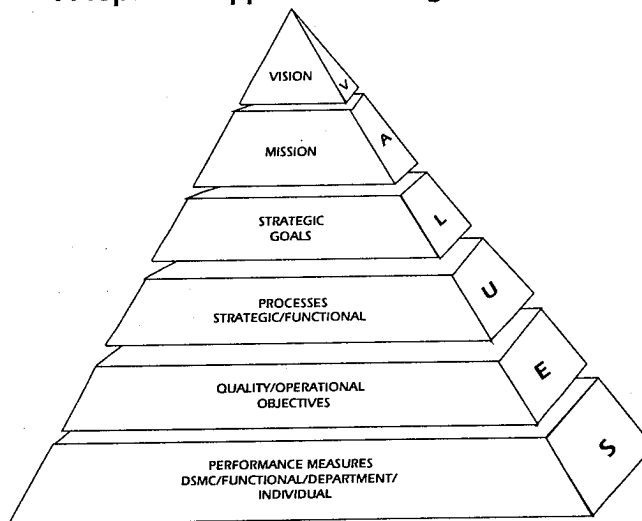 VISION
V
MISSION
A
STRATEGIC
GOALS
L
PROCESSES
STRATEGIC/FUNCTIONAL
U
QUALITY/OPERATIONAL
OBJECTIVES
E
PERFORMANCE MEASURES
DSMC/FUNCTIONAL/DEPARTMENT/
INDIVIDUAL
S